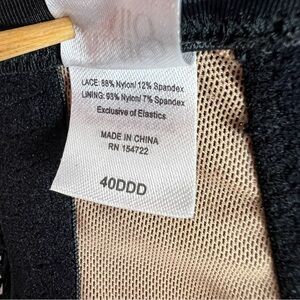 LACE: 88% Nylon/ 12% Spandex
LINING: 93% Nylon/ 7% Spandex
Exclusive of Elastics
MADE IN CHINA
RN 154722
40DDD